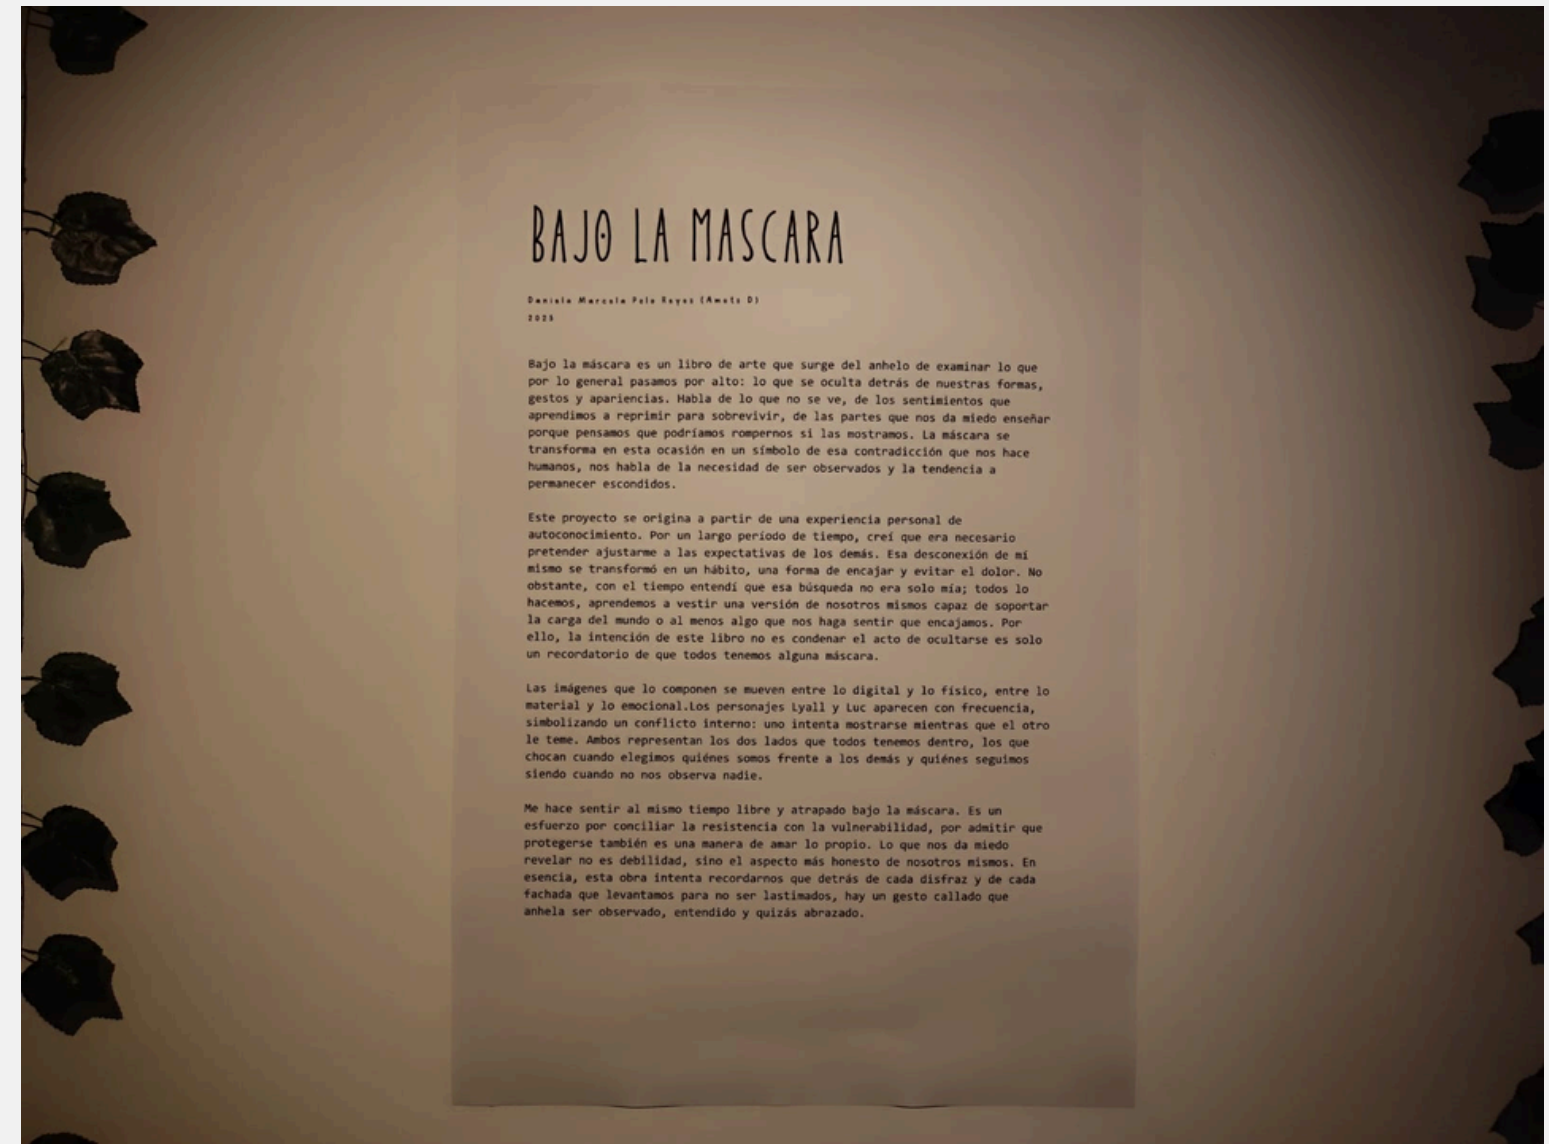 BAJO LA MASCARA
Daniela Marcela Polo Reyes (Amets D)
2025
Bajo la máscara es un libro de arte que surge del anhelo de examinar lo que
por lo general pasamos por alto: lo que se oculta detrás de nuestras formas,
gestos y apariencias. Habla de lo que no se ve, de los sentimientos que
aprendimos a reprimir para sobrevivir, de las partes que nos da miedo enseñar
porque pensamos que podríamos rompernos si las mostramos. La máscara se
transforma en esta ocasión en un símbolo de esa contradicción que nos hace
humanos, nos habla de la necesidad de ser observados y la tendencia a
permanecer escondidos.
Este proyecto se origina a partir de una experiencia personal de
autoconocimiento. Por un largo período de tiempo, creí que era necesario
pretender ajustarme a las expectativas de los demás. Esa desconexión de mí
mismo se transformó en un hábito, una forma de encajar y evitar el dolor. No
obstante, con el tiempo entendí que esa búsqueda no era solo mía; todos lo
hacemos, aprendemos a vestir una versión de nosotros mismos capaz de soportar
la carga del mundo o al menos algo que nos haga sentir que encajamos. Por
ello, la intención de este libro no es condenar el acto de ocultarse es solo
un recordatorio de que todos tenemos alguna máscara.
Las imágenes que lo componen se mueven entre lo digital y lo físico, entre lo
material y lo emocional.Los personajes Lyall y Luc aparecen con frecuencia,
simbolizando un conflicto interno: uno intenta mostrarse mientras que el otro
le teme. Ambos representan los dos lados que todos tenemos dentro, los que
chocan cuando elegimos quiénes somos frente a los demás y quiénes seguimos
siendo cuando no nos observa nadie.
Me hace sentir al mismo tiempo libre y atrapado bajo la máscara. Es un
esfuerzo por conciliar la resistencia con la vulnerabilidad, por admitir que
protegerse también es una manera de amar lo propio. Lo que nos da miedo
revelar no es debilidad, sino el aspecto más honesto de nosotros mismos. En
esencia, esta obra intenta recordarnos que detrás de cada disfraz y de cada
fachada que levantamos para no ser lastimados, hay un gesto callado que
anhela ser observado, entendido y quizás abrazado.